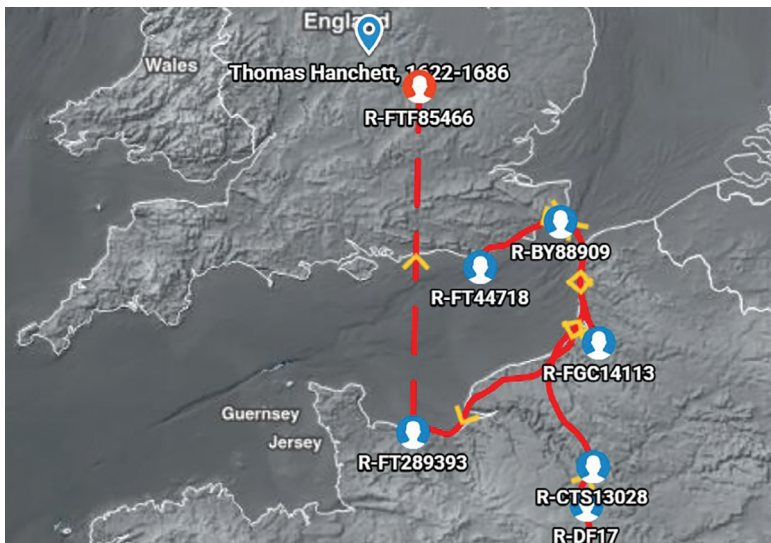 England
Wales
Thomas Hanchett, 1622-1686
R-FTF85466
R-BY88909
R-FT44718
R-FGC14113
Guernsey
Jersey
R-FT289393
R-CTS13028
R-DF17